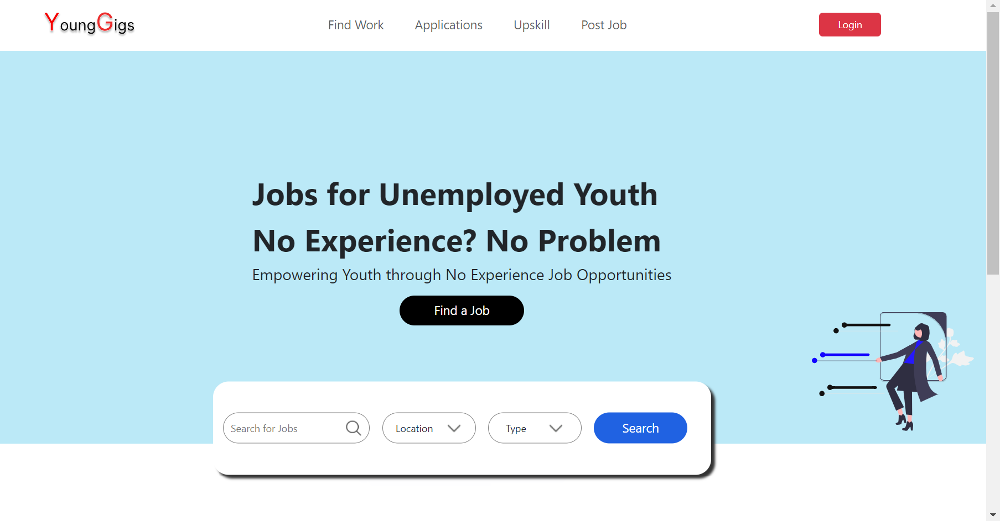 YoungGigs
Find Work
Applications
Upskill
Post Job
Login
Jobs for Unemployed Youth
No Experience? No Problem
Empowering Youth through No Experience Job Opportunities
Find a Job
Search for Jobs
Location
Type
Search